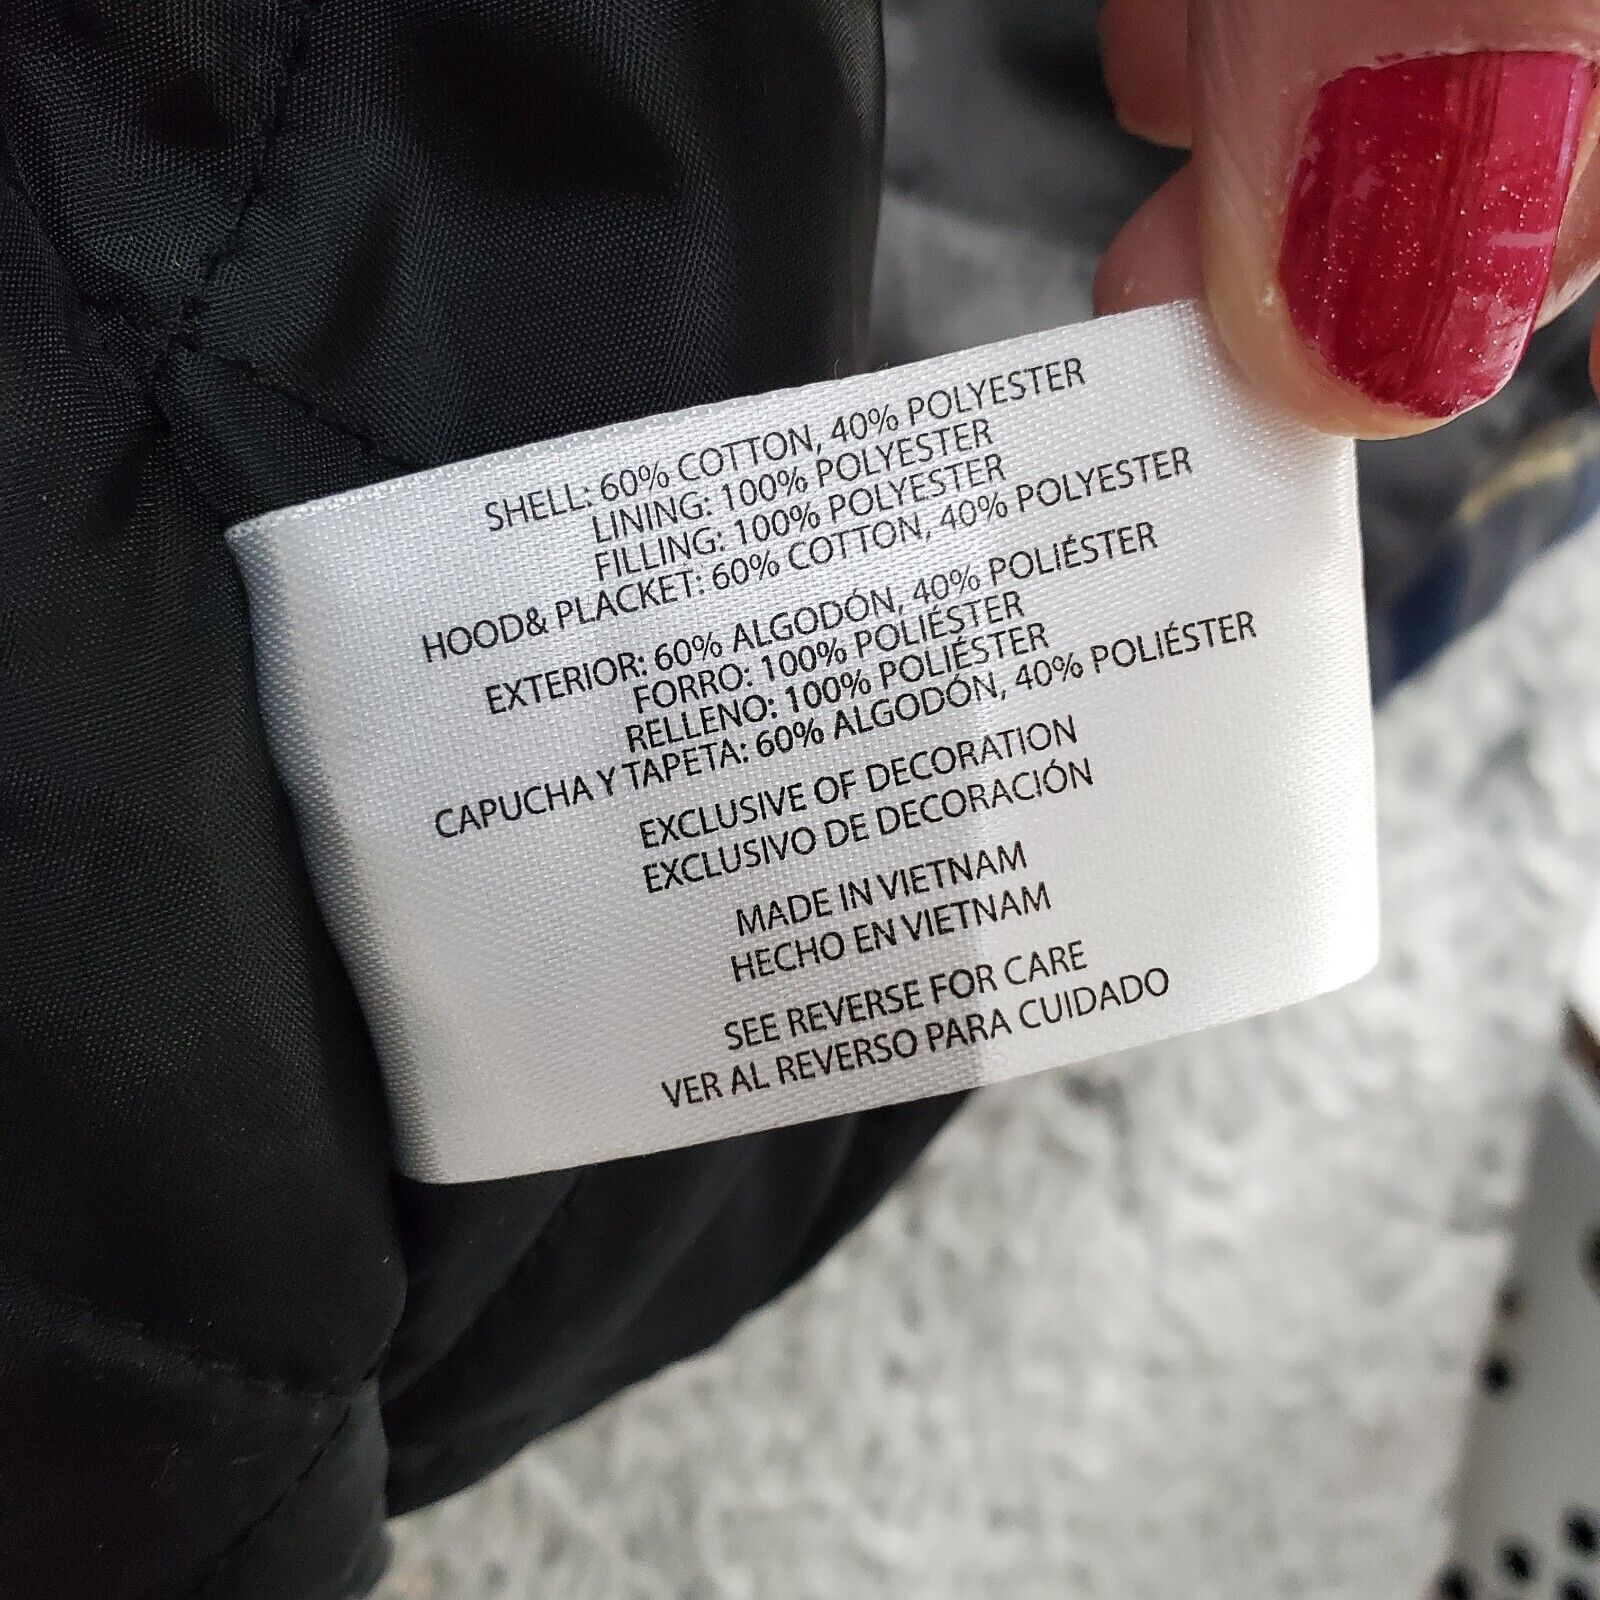 SHELL: 60% COTTON, 40% POLYESTER
LINING: 100% POLYESTER
FILLING: 100% POLYESTER
HOOD& PLACKET: 60% COTTON, 40% POLYESTER
EXTERIOR: 60% ALGODÓN, 40% POLIÉSTER
FORRO: 100% POLIÉSTER
RELLENO: 100% POLIÉSTER
CAPUCHA Y TAPETA: 60% ALGODÓN, 40% POLIÉSTER
EXCLUSIVE OF DECORATION
EXCLUSIVO DE DECORACIÓN
MADE IN VIETNAM
HECHO EN VIETNAM
SEE REVERSE FOR CARE
VER AL REVERSO PARA CUIDADO